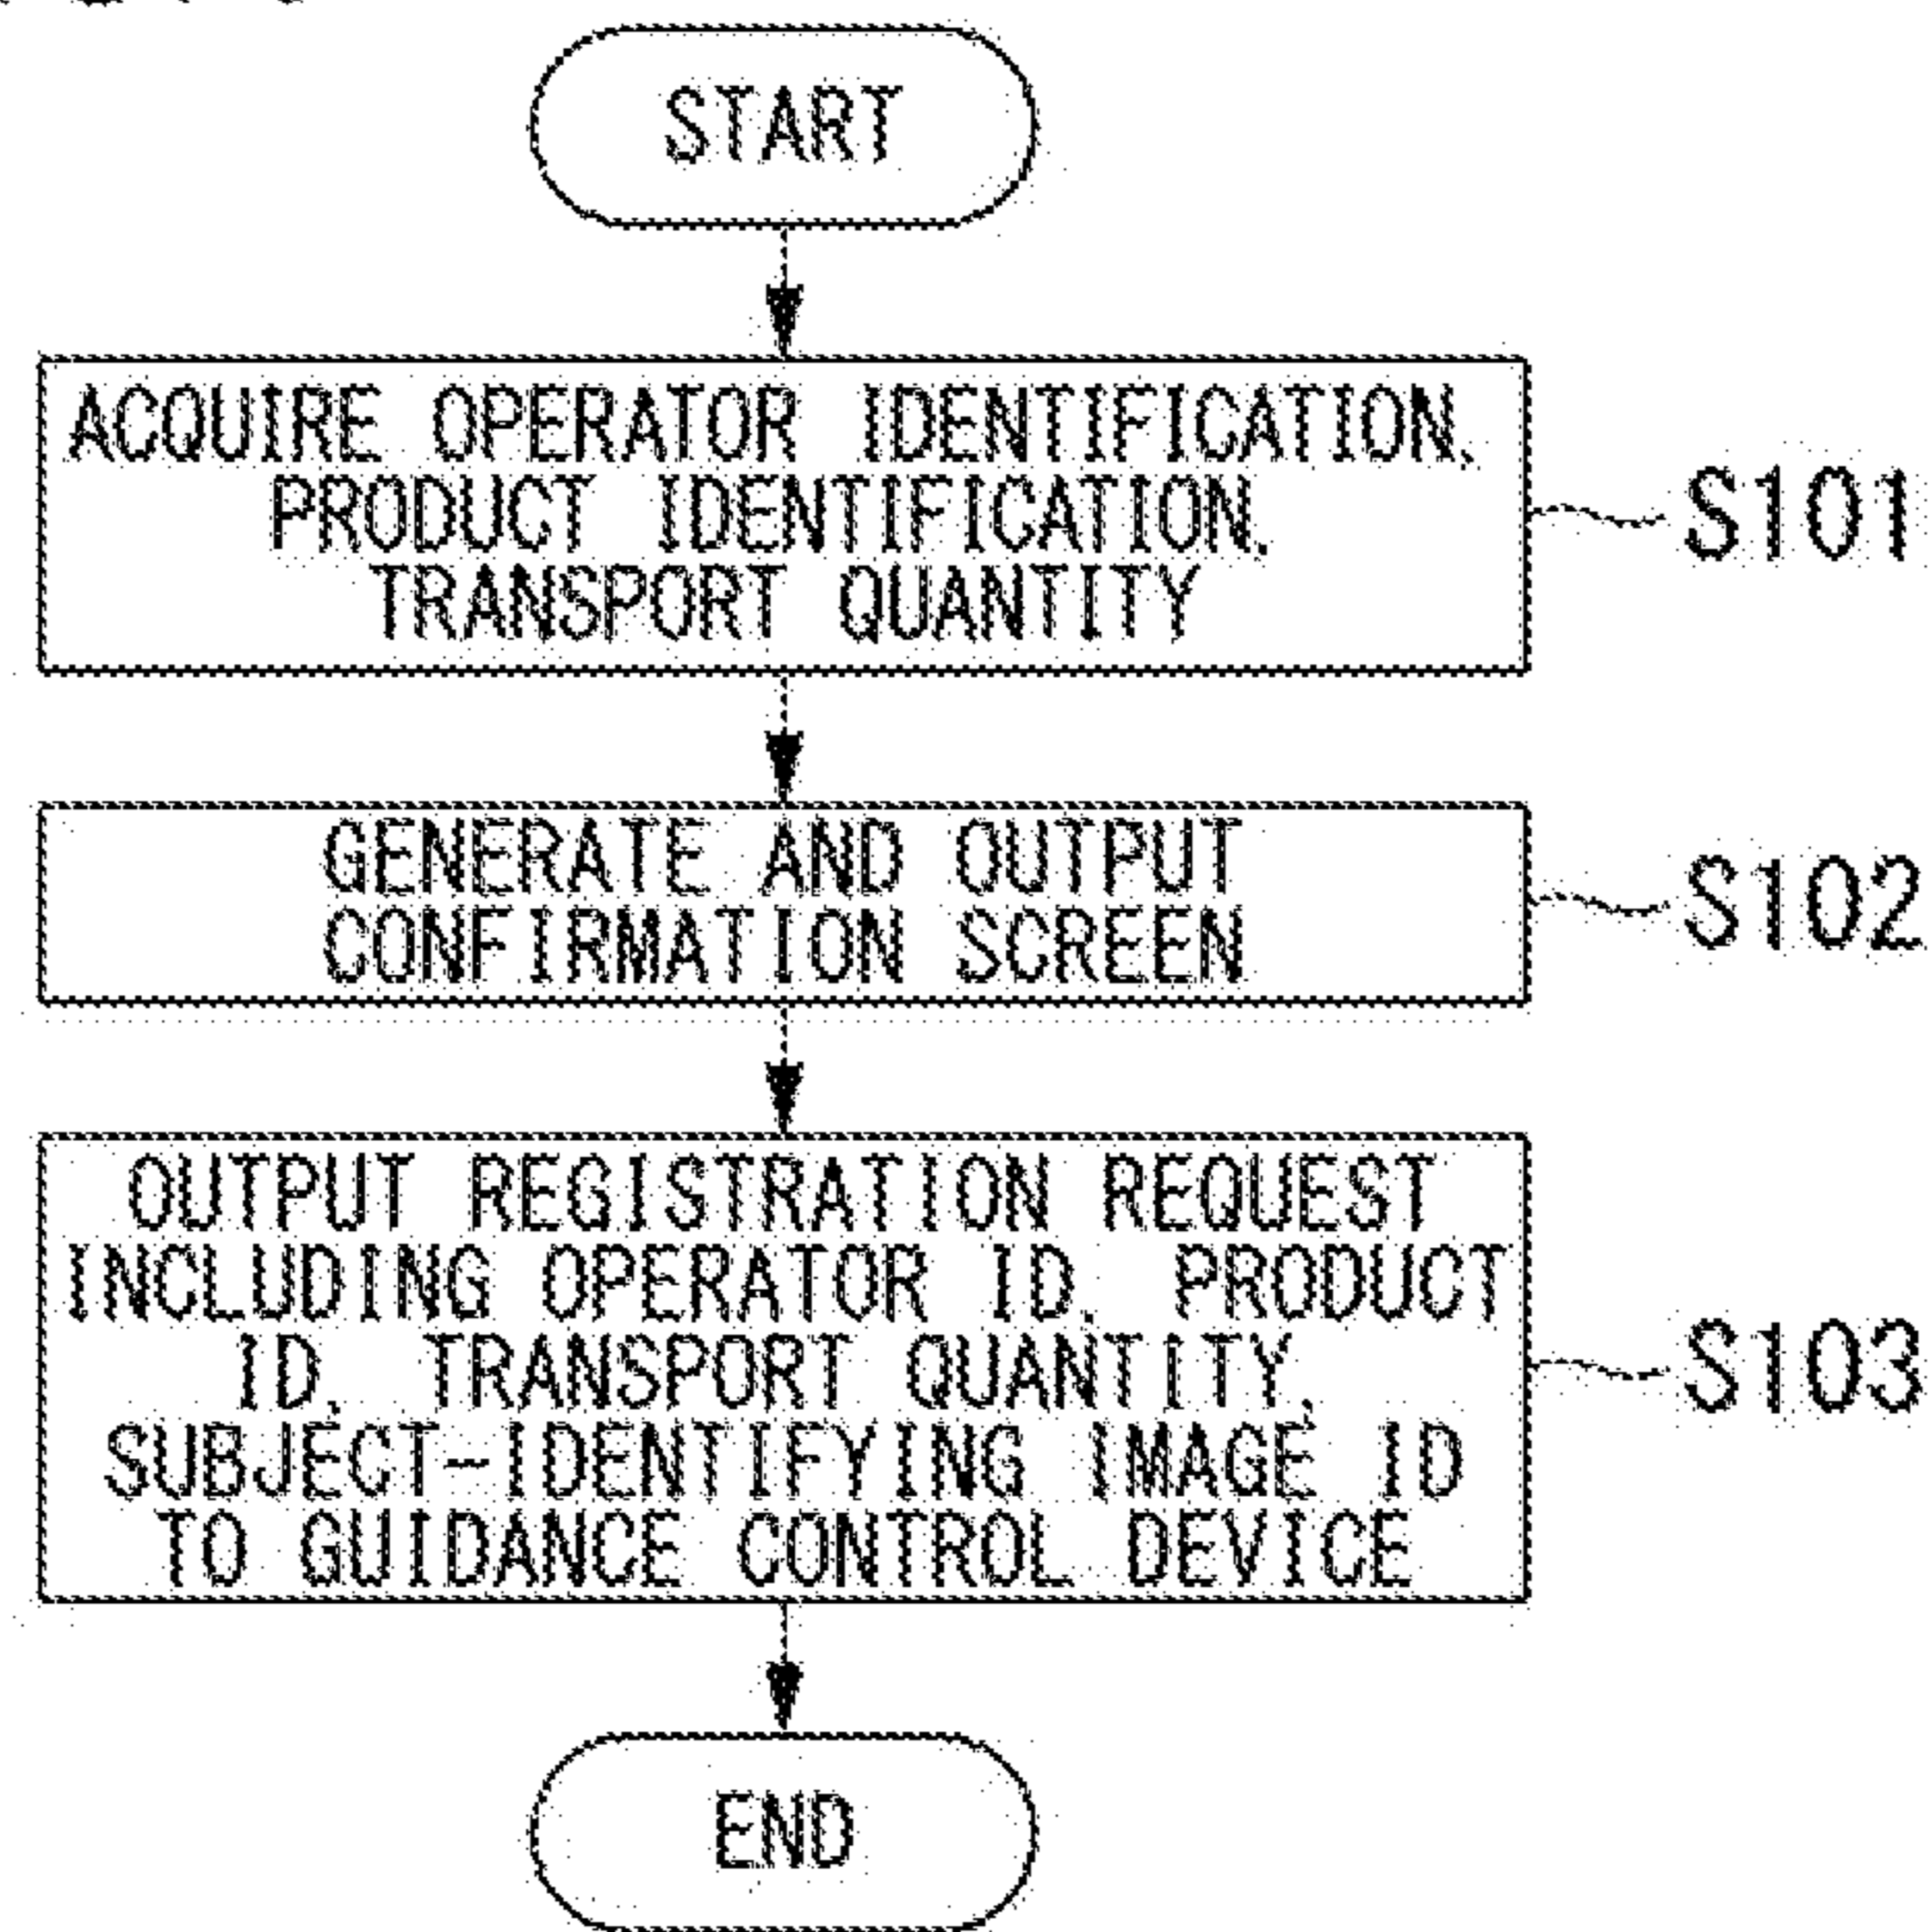 START
ACQUIRE OPERATOR IDENTIFICATION,
PRODUCT IDENTIFICATION,
TRANSPORT QUANTITY
S101
GENERATE AND OUTPUT
CONFIRMATION SCREEN
S102
OUTPUT REGISTRATION REQUEST
INCLUDING OPERATOR ID, PRODUCT
ID, TRANSPORT QUANTITY,
SUBJECT-IDENTIFYING IMAGE ID
TO GUIDANCE CONTROL DEVICE
S103
END